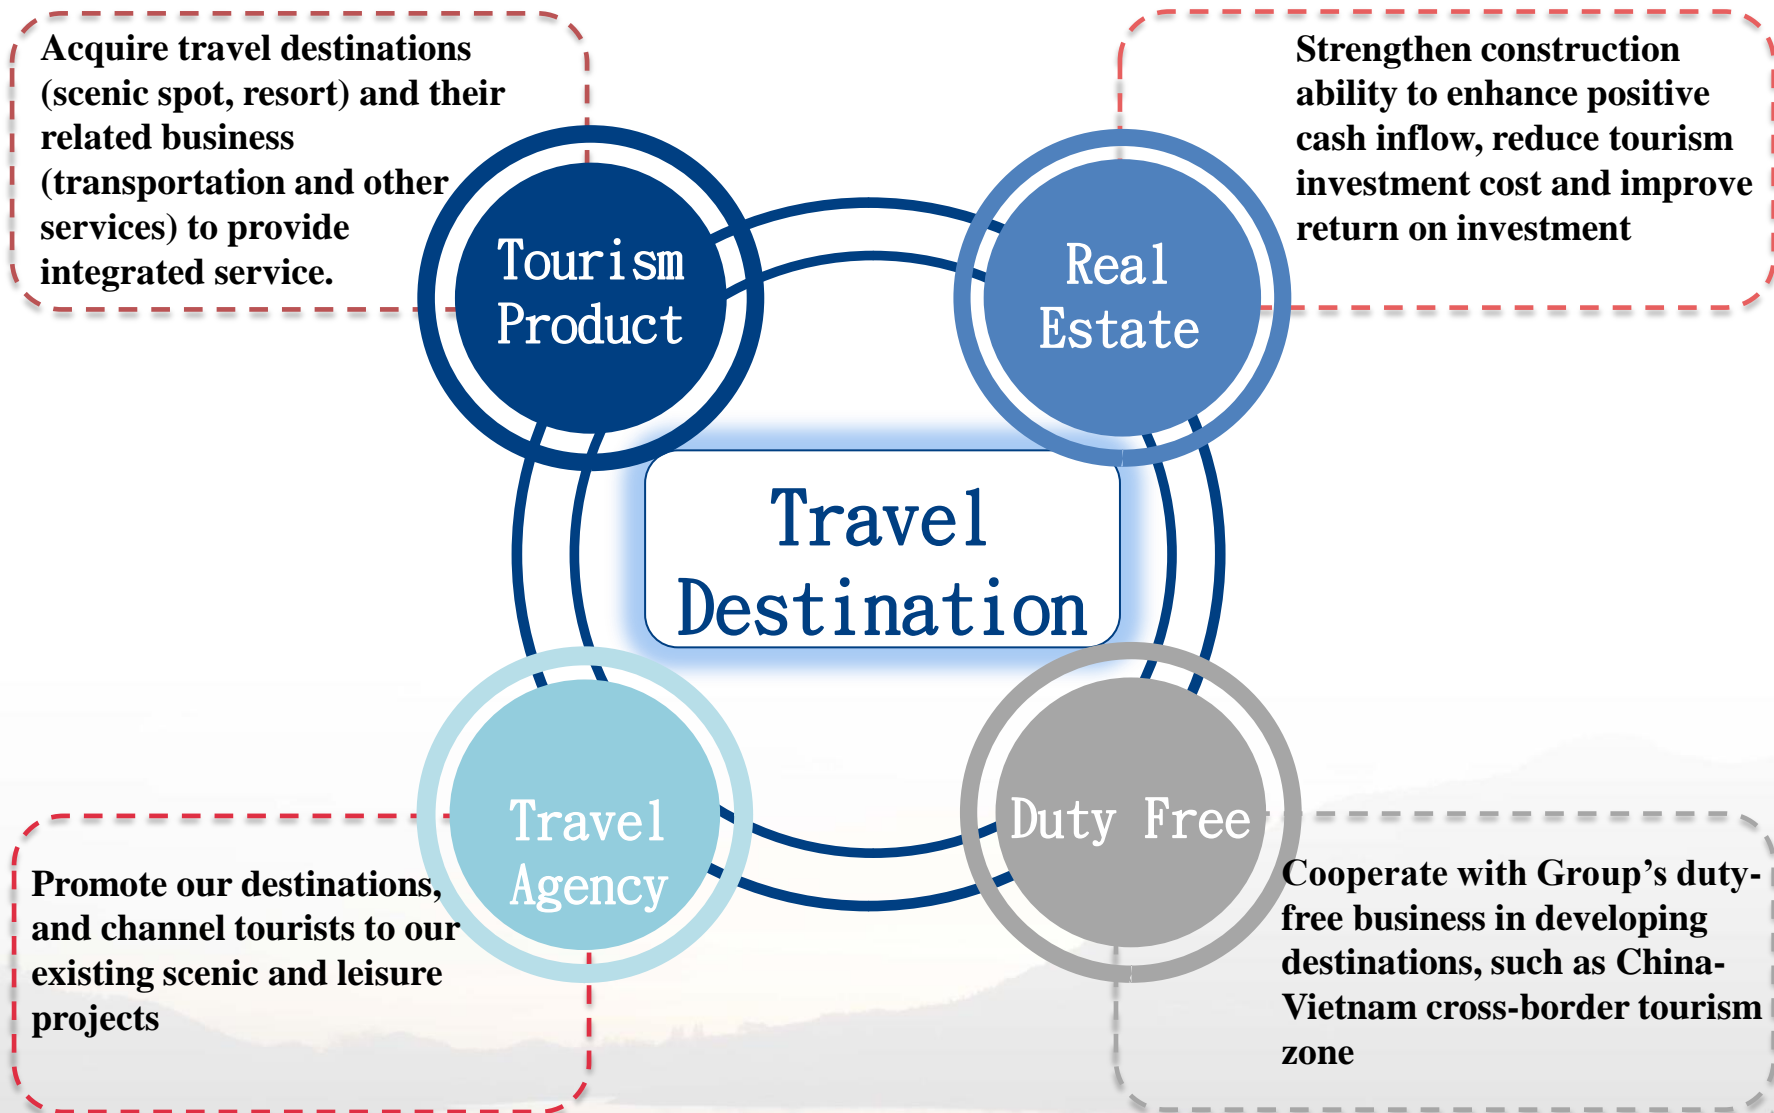 Acquire travel destinations
(scenic spot, resort) and their
related business
(transportation and other
services) to provide
integrated service.
Strengthen construction
ability to enhance positive
cash inflow, reduce tourism
investment cost and improve
return on investment
Tourism
Product
Real
Estate
Travel
Destination
Travel
Agency
Duty Free
Promote our destinations,
and channel tourists to our
existing scenic and leisure
projects
Cooperate with Group’s duty-
free business in developing
destinations, such as China-
Vietnam cross-border tourism
zone